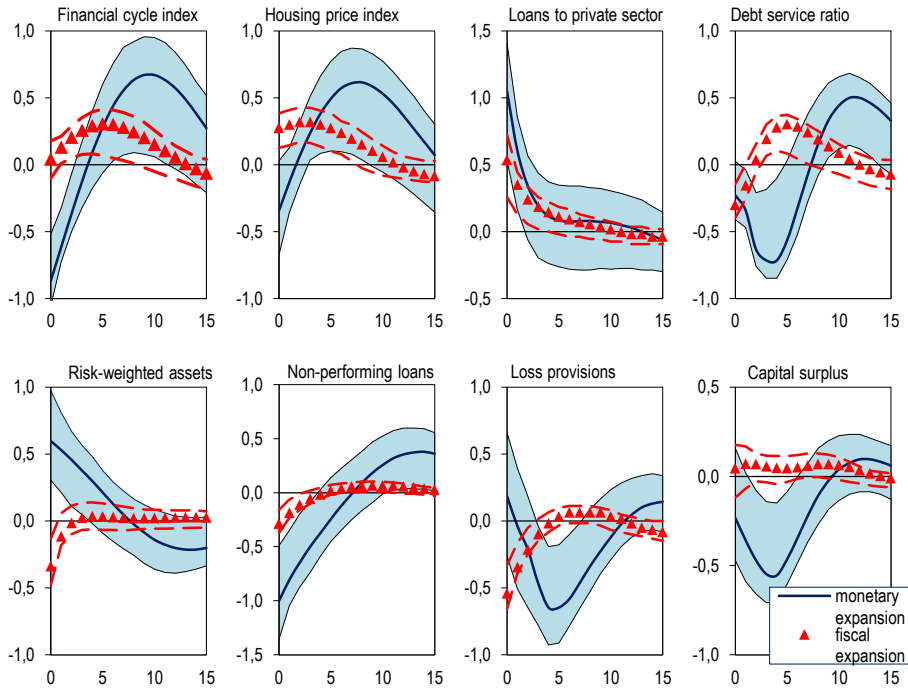 Financial cycle index
1,0
0,5
0,0
-0,5
-1,0
0 5 10 15
Housing price index
1,0
0,5
0,0
-0,5
-1,0
0 5 10 15
Loans to private sector
1,5
1,0
0,5
0,0
-0,5
0 5 10 15
Debt service ratio
1,0
0,5
0,0
-0,5
-1,0
0 5 10 15
Risk-weighted assets
1,0
0,5
0,0
-0,5
-1,0
0 5 10 15
Non-performing loans
1,0
0,5
0,0
-0,5
-1,0
-1,5
0 5 10 15
Loss provisions
1,0
0,5
0,0
-0,5
-1,0
0 5 10 15
Capital surplus
0,5
0,0
-0,5
-1,0
0 5 10 15
monetary
expansion
fiscal
expansion